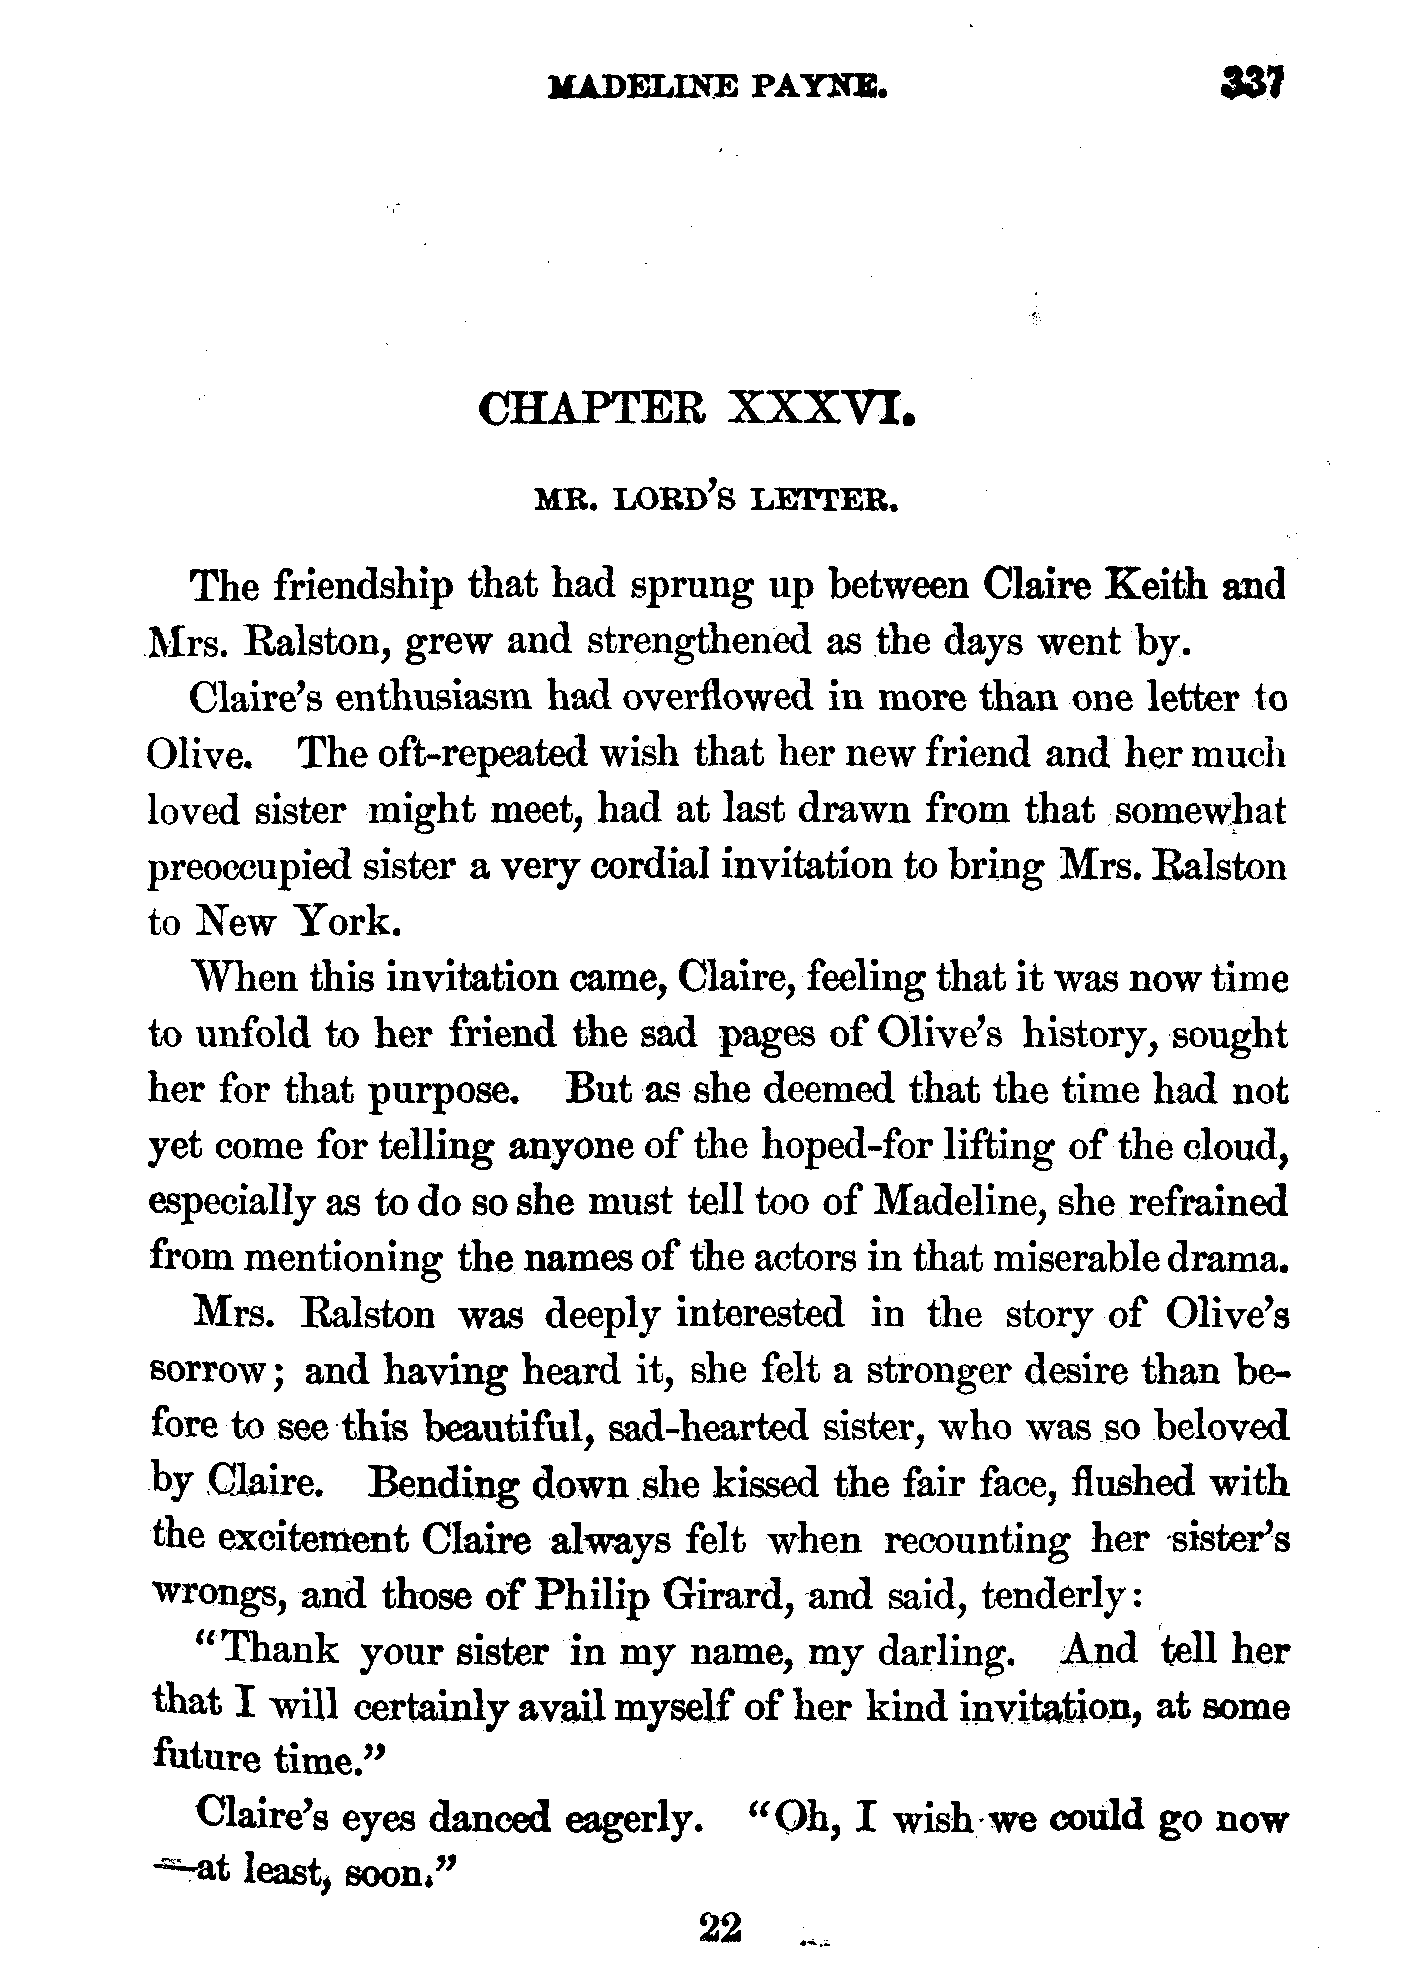 MADELINE PAYNE. 337
CHAPTER XXXVI.
MR. LORD'S LETTER.
The friendship that had sprung up between Claire Keith and
Mrs. Ralston, grew and strengthened as the days went by.
Claire's enthusiasm had overflowed in more than one letter to
Olive. The oft-repeated wish that her new friend and her much
loved sister might meet, had at last drawn from that somewhat
preoccupied sister a very cordial invitation to bring Mrs. Ralston
to New York.
When this invitation came, Claire, feeling that it was now time
to unfold to her friend the sad pages of Olive's history, sought
her for that purpose. But as she deemed that the time had not
yet come for telling anyone of the hoped-for lifting of the cloud,
especially as to do so she must tell too of Madeline, she refrained
from mentioning the names of the actors in that miserable drama.
Mrs. Ralston was deeply interested in the story of Olive's
sorrow; and having heard it, she felt a stronger desire than be-
fore to see this beautiful, sad-hearted sister, who was so beloved
by Claire. Bending down she kissed the fair face, flushed with
the excitement Claire always felt when recounting her sister's
wrongs, and those of Philip Girard, and said, tenderly:
"Thank your sister in my name, my darling. And tell her
that I will certainly avail myself of her kind invitation, at some
future time."
Claire's eyes danced eagerly. "Oh, I wish we could go now
—at least, soon."
22